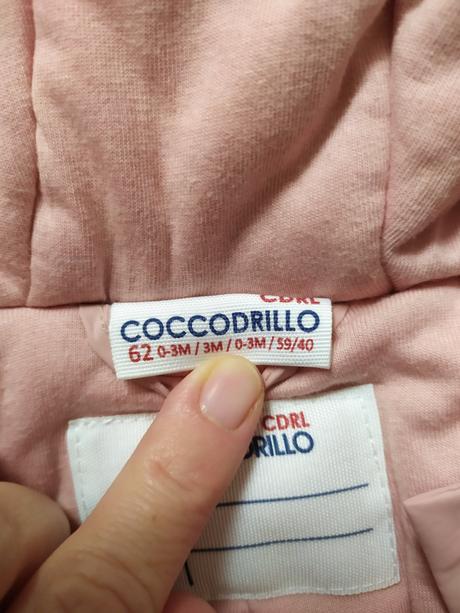 CDRL
COCCODRILLO
62 0-3M / 3M / 0-3M / 59/40
CDRL
DRILLO